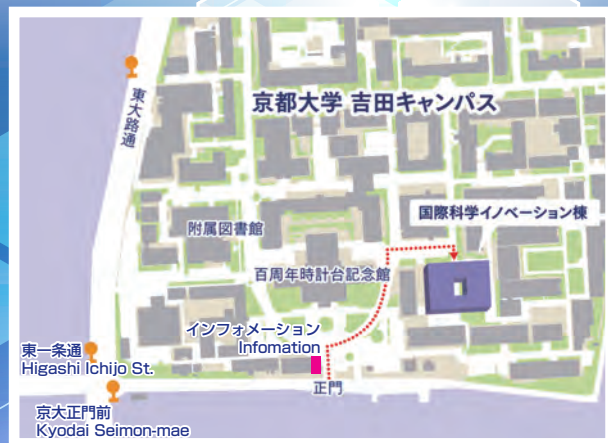 京都大学 吉田キャンパス
東大路通
国際科学イノベーション棟
附属図書館
百周年時計台記念館
インフォメーション
Infomation
東一条通
Higashi Ichijo St.
正門
京大正門前
Kyodai Seimon-mae